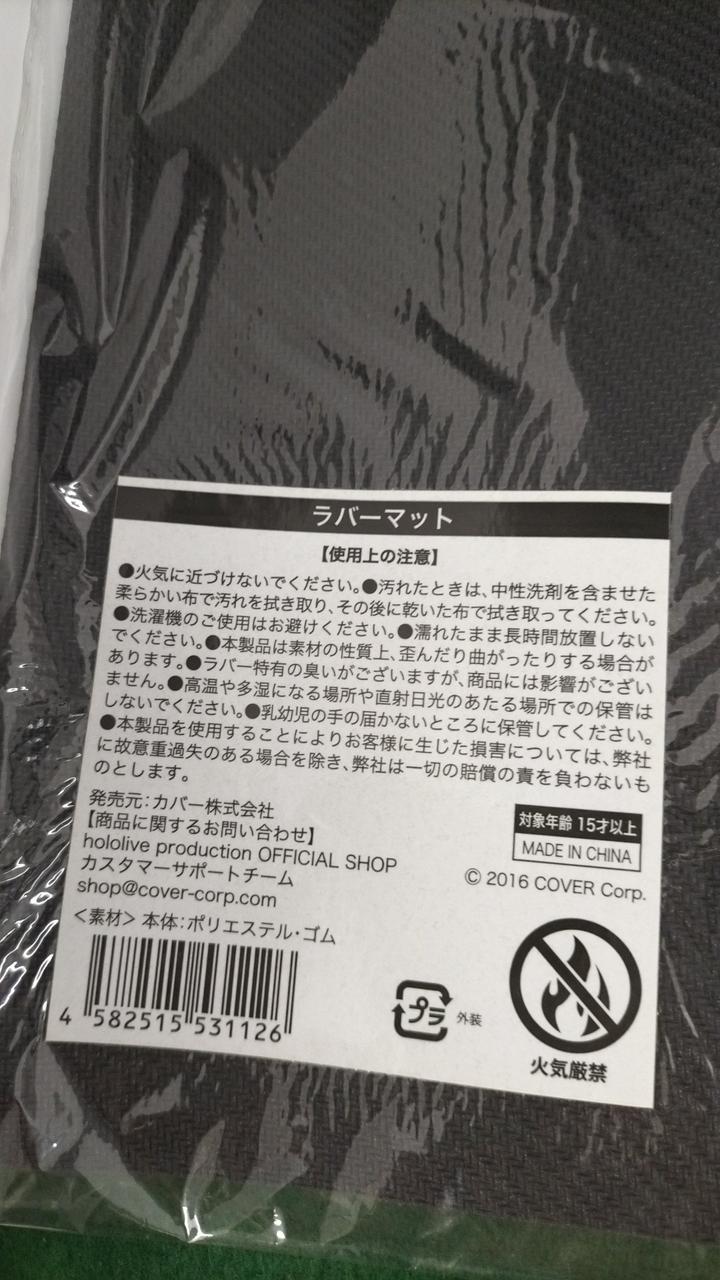 ラバーマット
【使用上の注意】
●火気に近づけないでください。●汚れたときは、中性洗剤を含ませた
柔らかい布で汚れを拭き取り、その後に乾いた布で拭き取ってください。
●洗濯機のご使用はお避けください。●濡れたまま長時間放置しない
でください。●本製品は素材の性質上、歪んだり曲がったりする場合が
あります。●ラバー特有の臭いがございますが、商品には影響がござい
ません。●高温や多湿になる場所や直射日光のあたる場所での保管は
しないでください。●乳幼児の手の届かないところに保管してください。
●本製品を使用することによりお客様に生じた損害については、弊社
に故意重過失のある場合を除き、弊社は一切の賠償の責を負わないも
のとします。
発売元:カバー株式会社
【商品に関するお問い合わせ】
hololive production OFFICIAL SHOP
カスタマーサポートチーム
shop@cover-corp.com
<素材> 本体:ポリエステル・ゴム
対象年齢 15才以上
MADE IN CHINA
© 2016 COVER Corp.
4 582515 531126
プラ 外装
火気厳禁